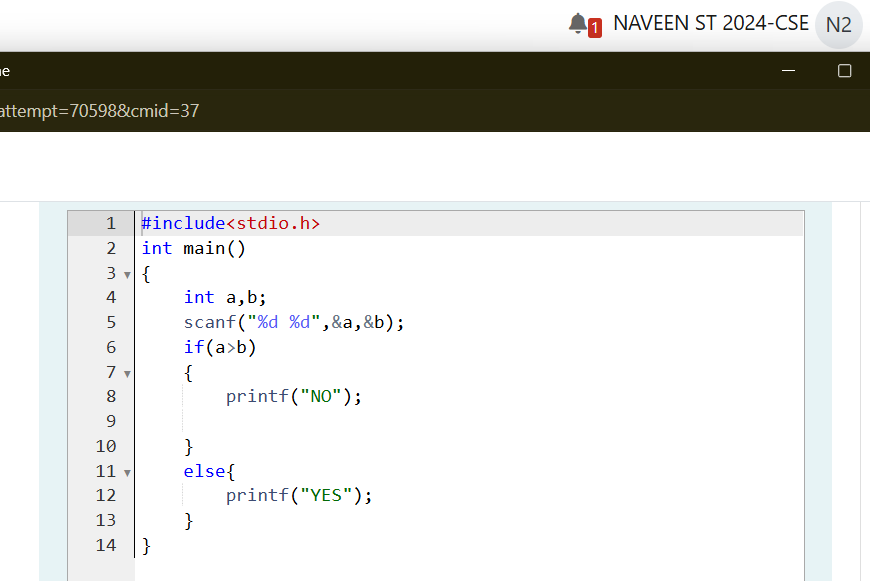 1 NAVEEN ST 2024-CSE N2
e
attempt=70598&cmid=37
1 #include<stdio.h>
2 int main()
3 {
4 int a,b;
5 scanf("%d %d",&a,&b);
6 if(a>b)
7 {
8 printf("NO");
9
10 }
11 else{
12 printf("YES");
13 }
14 }